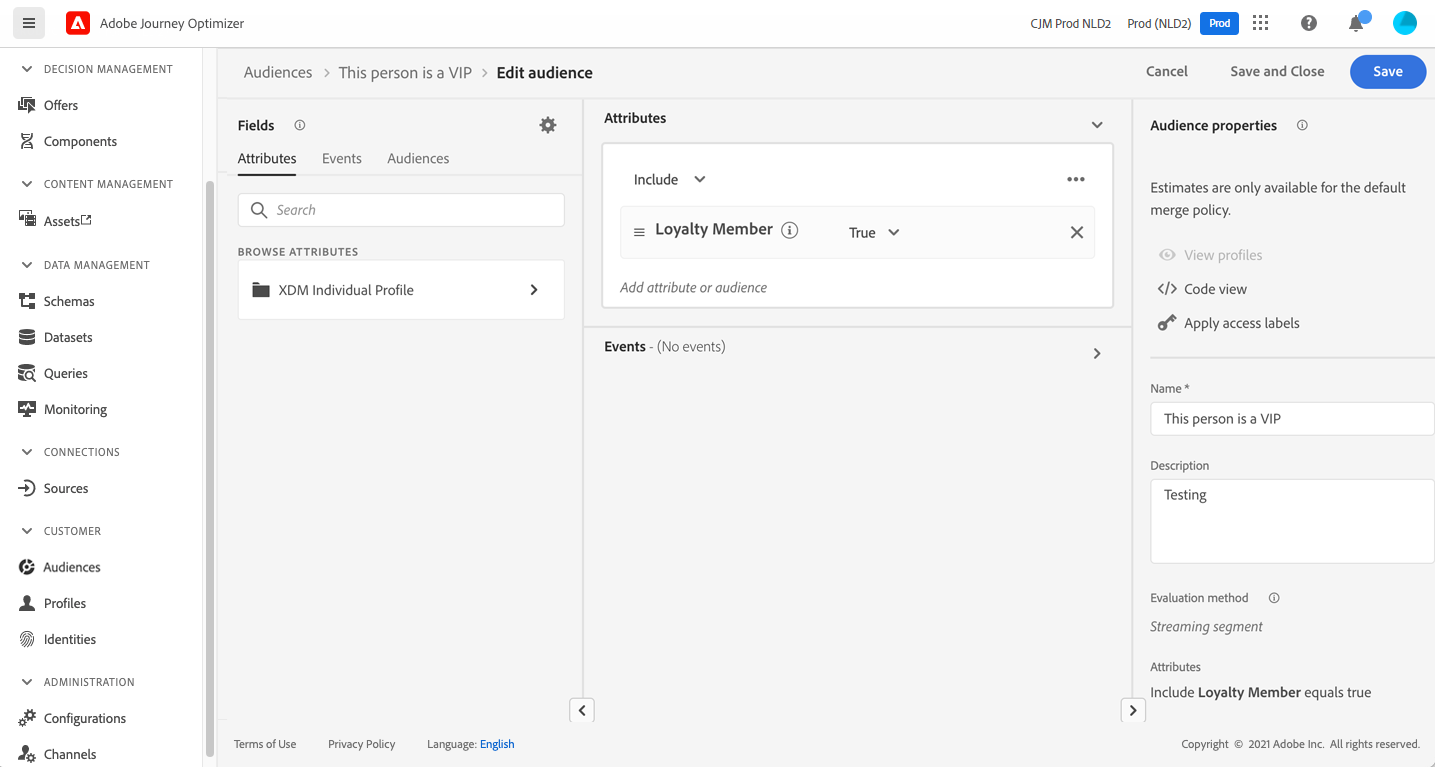 Adobe Journey Optimizer
CJM Prod NLD2
Prod (NLD2)
Prod
DECISION MANAGEMENT
Offers
Components
CONTENT MANAGEMENT
Assets
DATA MANAGEMENT
Schemas
Datasets
Queries
Monitoring
CONNECTIONS
Sources
CUSTOMER
Audiences
Profiles
Identities
ADMINISTRATION
Configurations
Channels
Audiences > This person is a VIP > Edit audience
Cancel
Save and Close
Save
Fields
Attributes
Events
Audiences
Search
BROWSE ATTRIBUTES
XDM Individual Profile
Attributes
Include
Loyalty Member
True
Add attribute or audience
Events - (No events)
Audience properties
Estimates are only available for the default
merge policy.
View profiles
Code view
Apply access labels
Name *
This person is a VIP
Description
Testing
Evaluation method
Streaming segment
Attributes
Include Loyalty Member equals true
Terms of Use
Privacy Policy
Language: English
Copyright © 2021 Adobe Inc. All rights reserved.